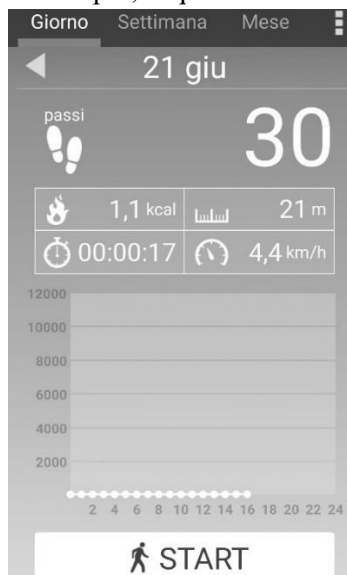 Giorno Settimana Mese
21 giu
passi
30
1,1 kcal 21 m
00:00:17 4,4 km/h
12000
10000
8000
6000
4000
2000
2 4 6 8 10 12 14 16 18 20 22 24
START